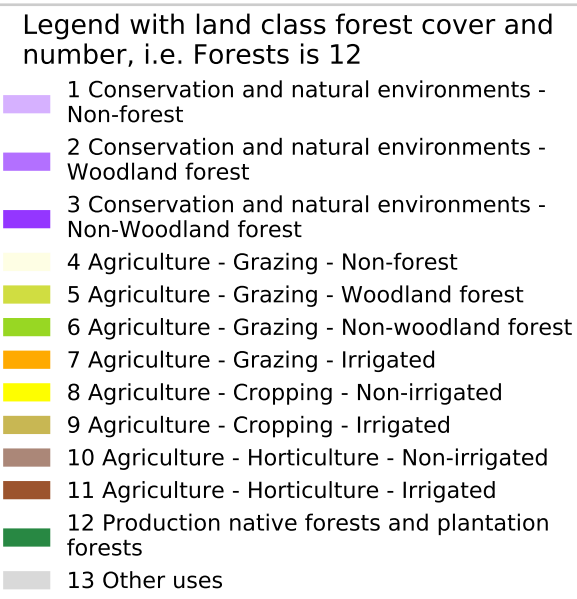 Legend with land class forest cover and
number, i.e. Forests is 12
1 Conservation and natural environments -
Non-forest
2 Conservation and natural environments -
Woodland forest
3 Conservation and natural environments -
Non-Woodland forest
4 Agriculture - Grazing - Non-forest
5 Agriculture - Grazing - Woodland forest
6 Agriculture - Grazing - Non-woodland forest
7 Agriculture - Grazing - Irrigated
8 Agriculture - Cropping - Non-irrigated
9 Agriculture - Cropping - Irrigated
10 Agriculture - Horticulture - Non-irrigated
11 Agriculture - Horticulture - Irrigated
12 Production native forests and plantation
forests
13 Other uses